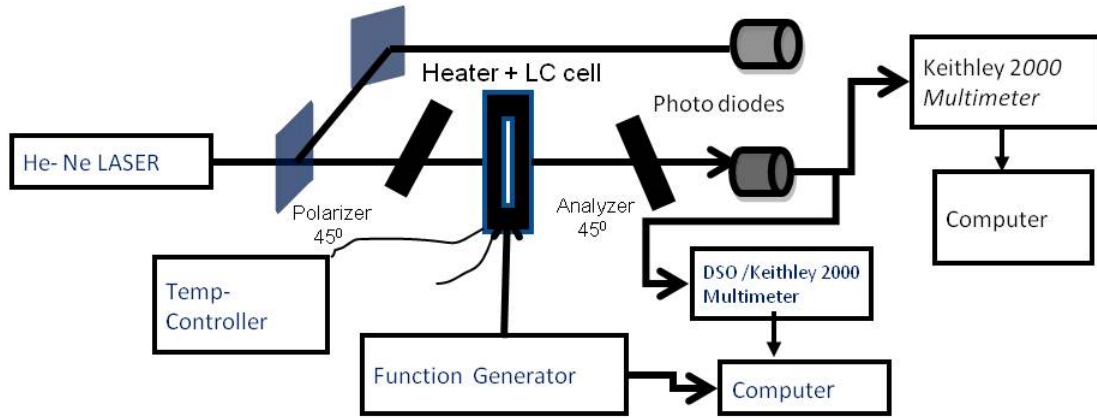 Heater + LC cell
Keithley 2000
Multimeter
Photo diodes
He- Ne LASER
Polarizer
45⁰
Analyzer
45⁰
Computer
Temp-
Controller
DSO /Keithley 2000
Multimeter
Function Generator
Computer